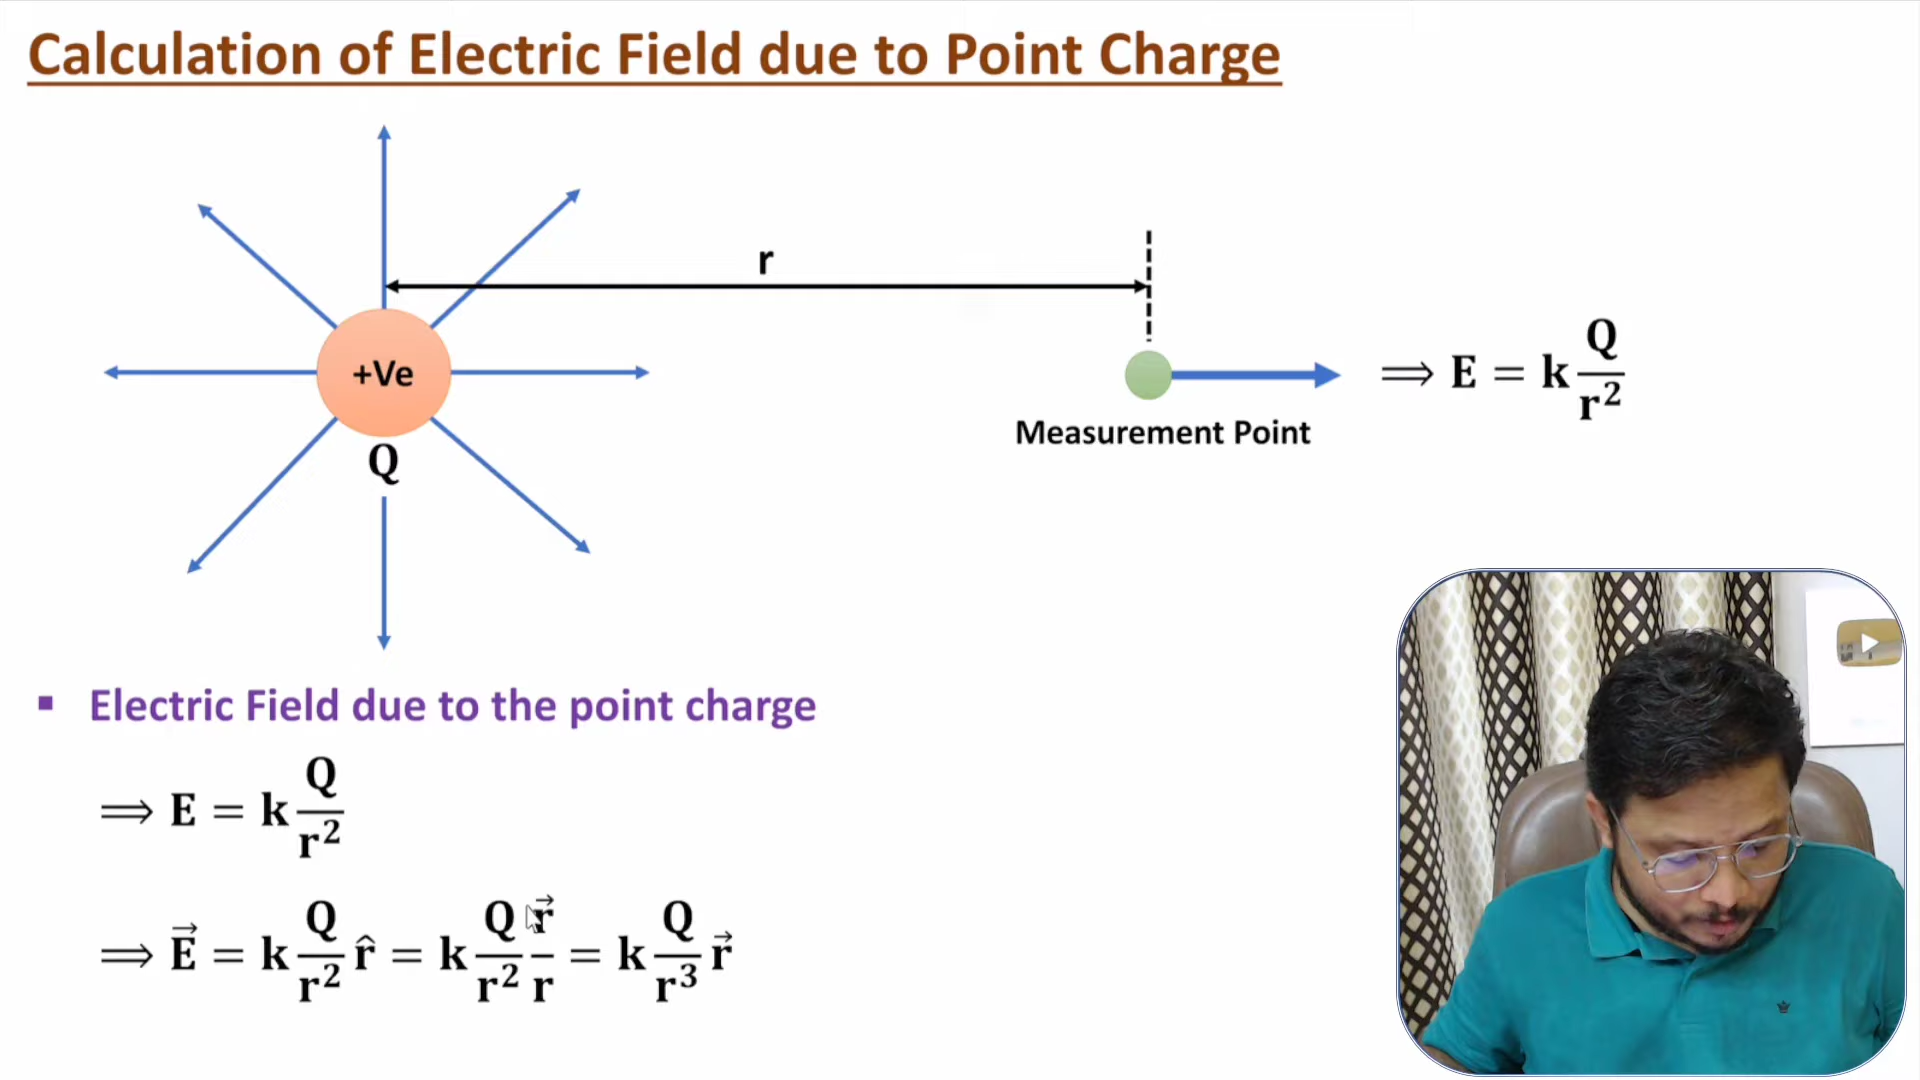 Calculation of Electric Field due to Point Charge
r
+Ve
Q
Measurement Point
⟹ E = k Q/r²
▪ Electric Field due to the point charge
⟹ E = k Q/r²
⟹ E⃗ = k Q/r² r̂ = k Q/r² r⃗/r = k Q/r³ r⃗